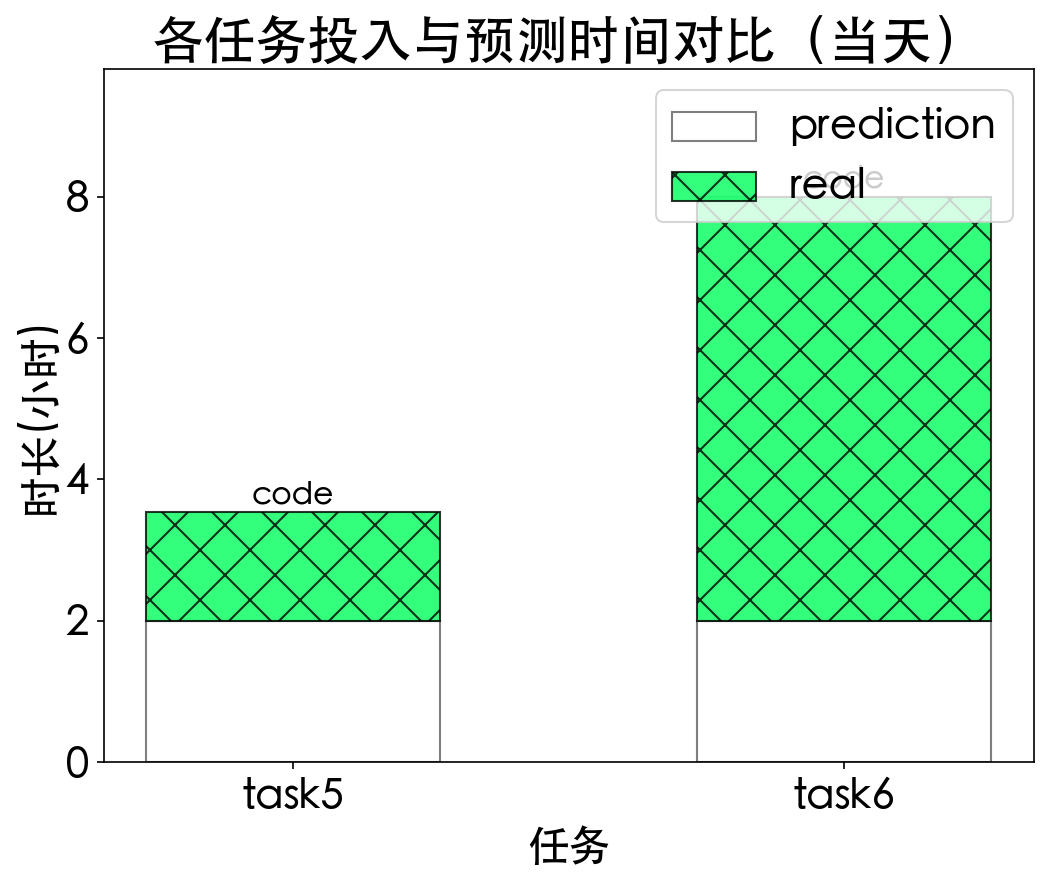 各任务投入与预测时间对比（当天）
prediction
real
code
8
6
4
2
0
时长(小时)
code
task5
task6
任务